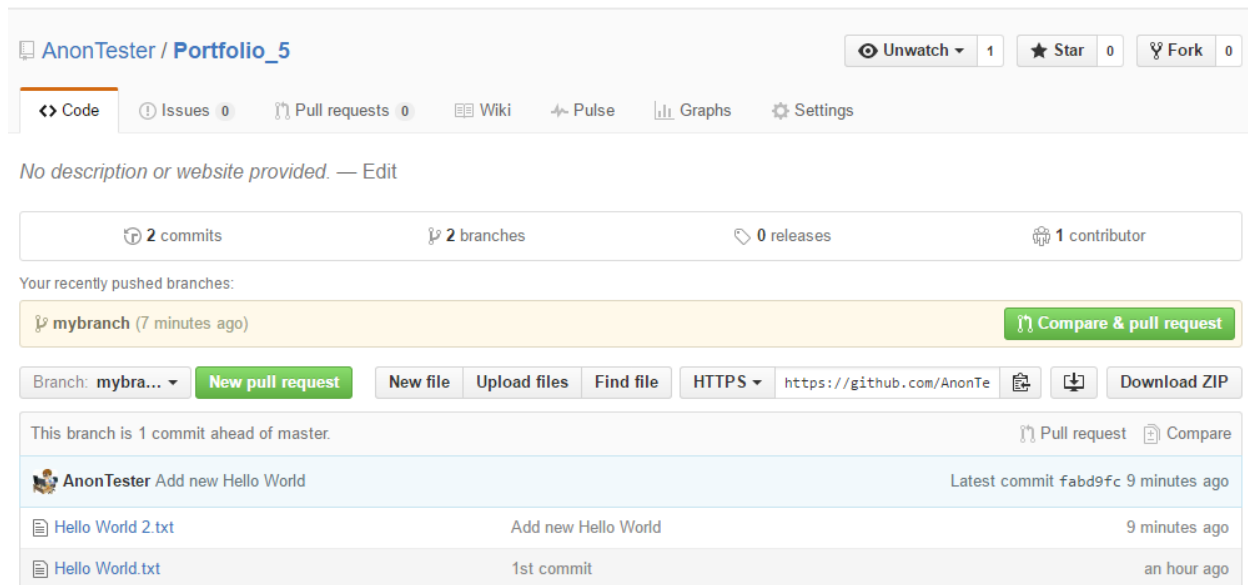 AnonTester / Portfolio_5 Unwatch 1 Star 0 Fork 0
Code Issues 0 Pull requests 0 Wiki Pulse Graphs Settings
No description or website provided. — Edit
2 commits 2 branches 0 releases 1 contributor
Your recently pushed branches:
mybranch (7 minutes ago) Compare & pull request
Branch: mybra... New pull request New file Upload files Find file HTTPS https://github.com/AnonTe Download ZIP
This branch is 1 commit ahead of master. Pull request Compare
AnonTester Add new Hello World Latest commit fabd9fc 9 minutes ago
Hello World 2.txt Add new Hello World 9 minutes ago
Hello World.txt 1st commit an hour ago